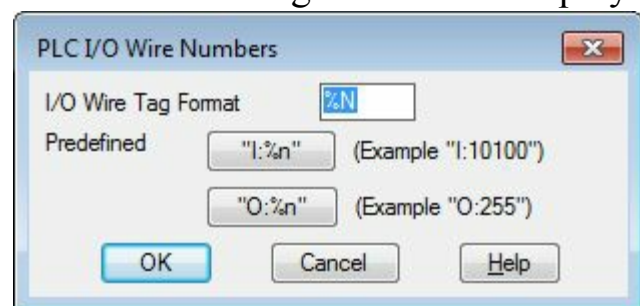 PLC I/O Wire Numbers
I/O Wire Tag Format %N
Predefined "I:%n" (Example "I:10100")
"O:%n" (Example "O:255")
OK Cancel Help